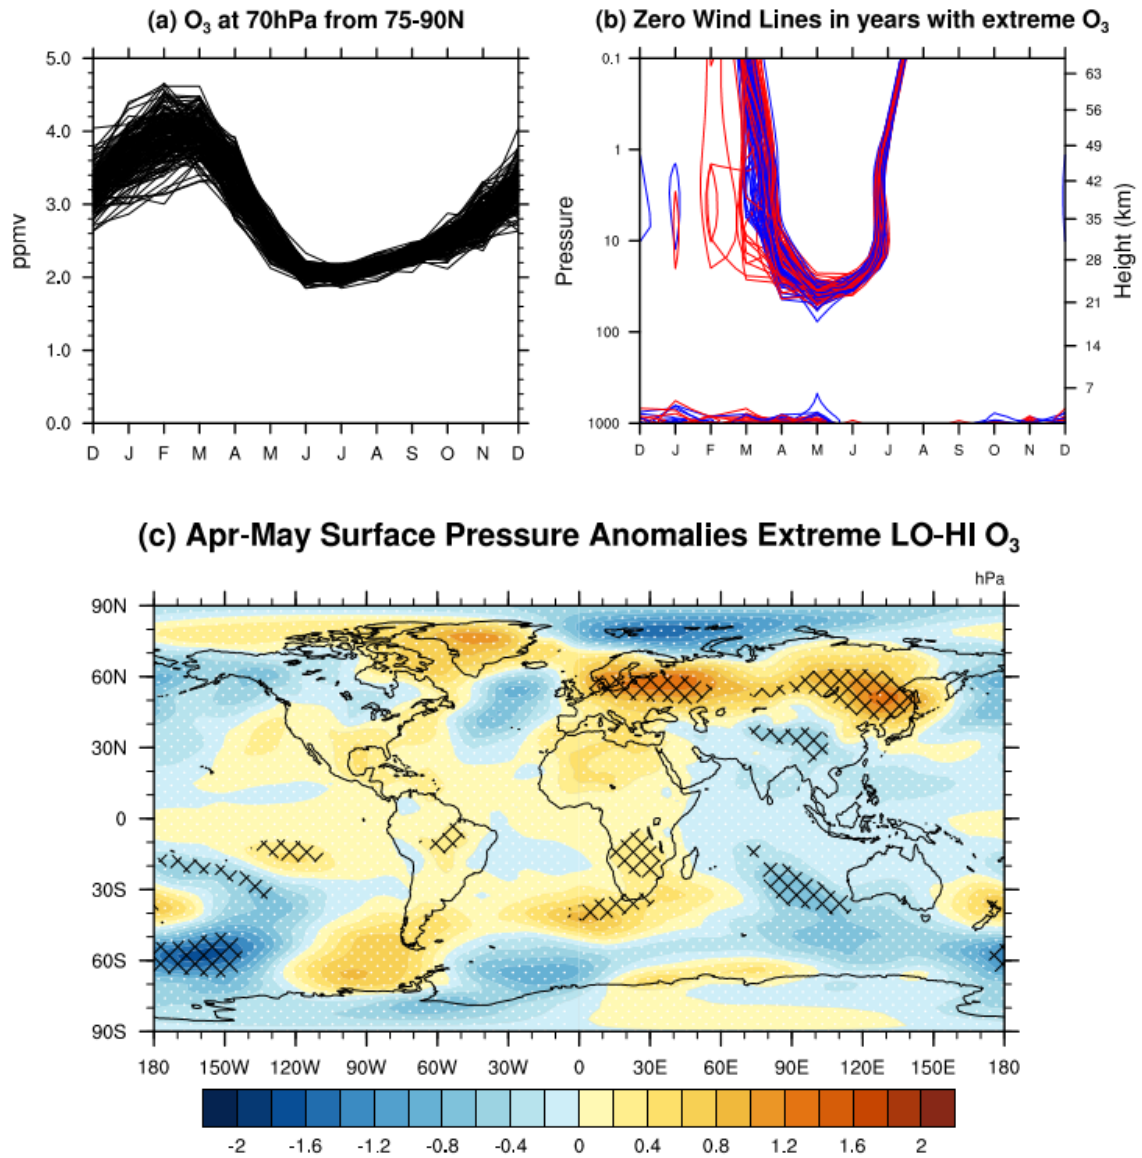 (a) O₃ at 70hPa from 75-90N
5.0
4.0
3.0
2.0
1.0
0.0
ppmv
D J F M A M J J A S O N D
(b) Zero Wind Lines in years with extreme O₃
0.1
1
10
100
1000
Pressure
63
56
49
42
35
28
21
14
7
Height (km)
D J F M A M J J A S O N D
(c) Apr-May Surface Pressure Anomalies Extreme LO-HI O₃
hPa
90N
60N
30N
0
30S
60S
90S
180 150W 120W 90W 60W 30W 0 30E 60E 90E 120E 150E 180
-2 -1.6 -1.2 -0.8 -0.4 0 0.4 0.8 1.2 1.6 2